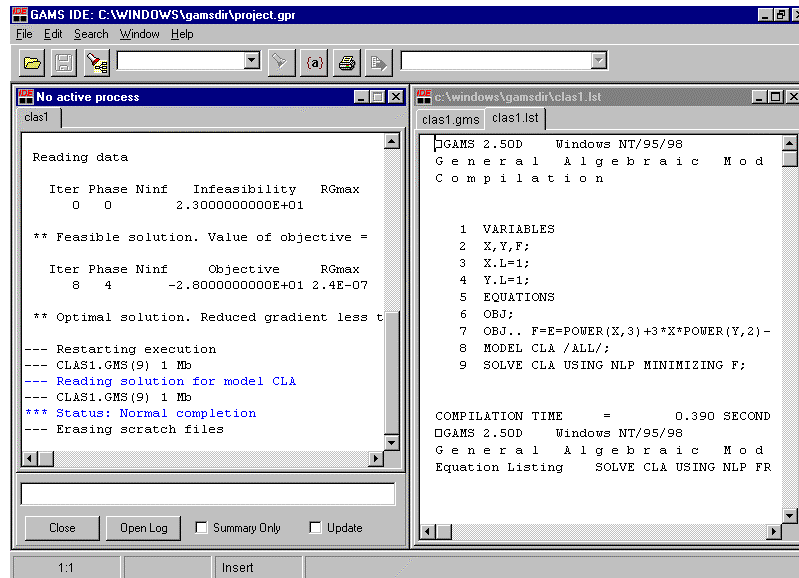 GAMS IDE: C:\WINDOWS\gamsdir\project.gpr
File Edit Search Window Help
{a}
IDE No active process
clas1
Reading data
Iter Phase Ninf Infeasibility RGmax
0 0 2.3000000000E+01
** Feasible solution. Value of objective =
Iter Phase Ninf Objective RGmax
8 4 -2.8000000000E+01 2.4E-07
** Optimal solution. Reduced gradient less t
--- Restarting execution
--- CLAS1.GMS(9) 1 Mb
--- Reading solution for model CLA
--- CLAS1.GMS(9) 1 Mb
*** Status: Normal completion
--- Erasing scratch files
Close Open Log Summary Only Update
IDE c:\windows\gamsdir\clas1.lst
clas1.gms clas1.lst
GAMS 2.50D Windows NT/95/98
G e n e r a l A l g e b r a i c M o d
C o m p i l a t i o n
1 VARIABLES
2 X,Y,F;
3 X.L=1;
4 Y.L=1;
5 EQUATIONS
6 OBJ;
7 OBJ.. F=E=POWER(X,3)+3*X*POWER(Y,2)-
8 MODEL CLA /ALL/;
9 SOLVE CLA USING NLP MINIMIZING F;
COMPILATION TIME = 0.390 SECOND
GAMS 2.50D Windows NT/95/98
G e n e r a l A l g e b r a i c M o d
Equation Listing SOLVE CLA USING NLP FR
1:1 Insert